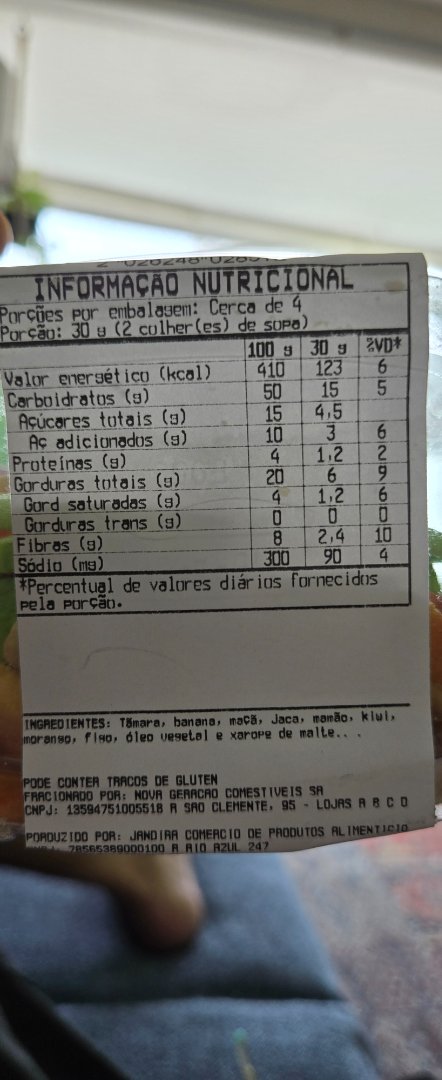 INFORMAÇÃO NUTRICIONAL
Porções por embalagem: Cerca de 4
Porção: 30 g (2 colher(es) de sopa)
100 g 30 g %VD*
Valor energético (kcal) 410 123 6
Carboidratos (g) 50 15 5
Açúcares totais (g) 15 4,5
Aç adicionados (g) 10 3 6
Proteínas (g) 4 1,2 2
Gorduras totais (g) 20 6 9
Gord saturadas (g) 4 1,2 6
Gorduras trans (g) 0 0 0
Fibras (g) 8 2,4 10
Sódio (mg) 300 90 4
*Percentual de valores diários fornecidos
pela porção.
INGREDIENTES: Tâmara, banana, maçã, Jaca, mamão, kiwi,
morango, figo, óleo vegetal e xarope de malte.. .
PODE CONTER TRACOS DE GLUTEN
FRACIONADO POR: NOVA GERACAO COMESTIVEIS SA
CNPJ: 13594751005518 R SAO CLEMENTE, 95 - LOJAS A B C D
PORDUZIDO POR: JANDIRA COMERCIO DE PRODUTOS ALIMENTICIO
78565389000100 R RIO AZUL 247